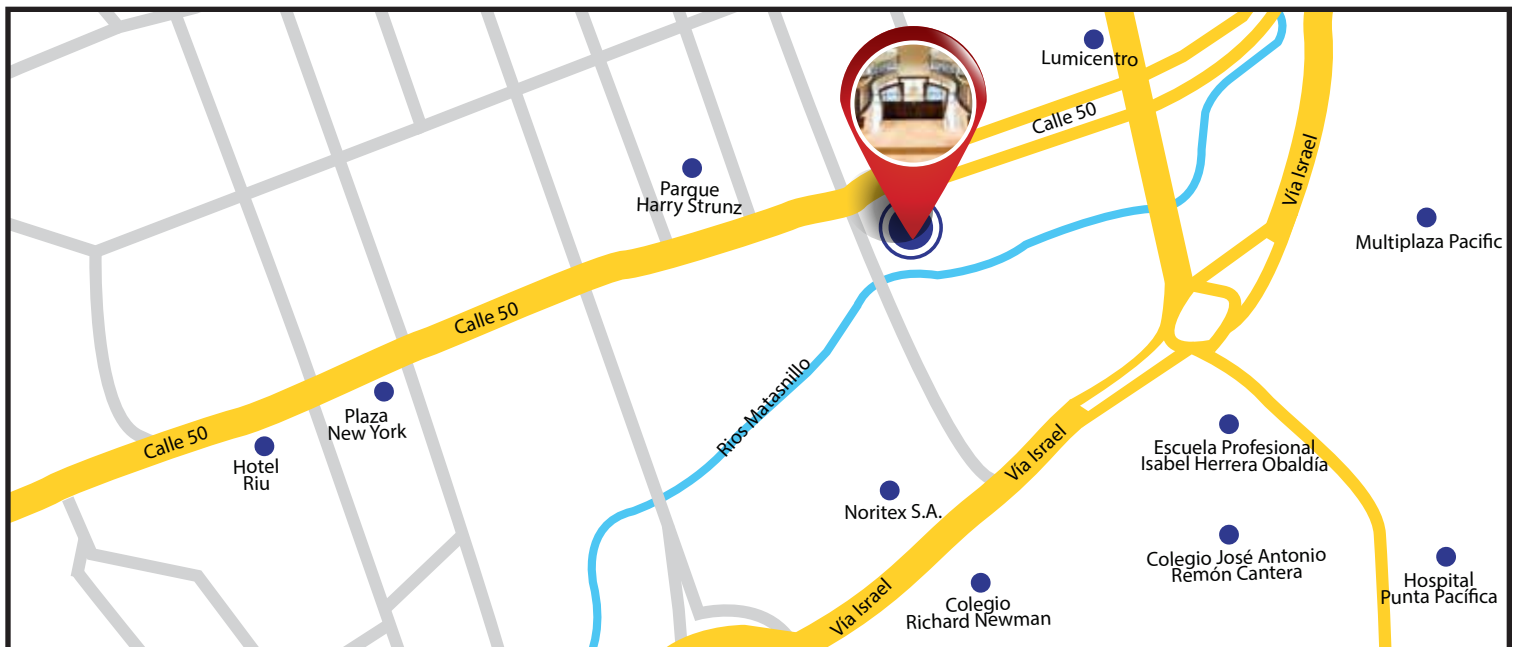 Lumicentro
Calle 50
Vía Israel
Parque
Harry Strunz
Multiplaza Pacific
Calle 50
Rios Matasnillo
Plaza
New York
Calle 50
Hotel
Riu
Vía Israel
Escuela Profesional
Isabel Herrera Obaldía
Noritex S.A.
Colegio José Antonio
Remón Cantera
Hospital
Punta Pacífica
Colegio
Richard Newman
Vía Israel